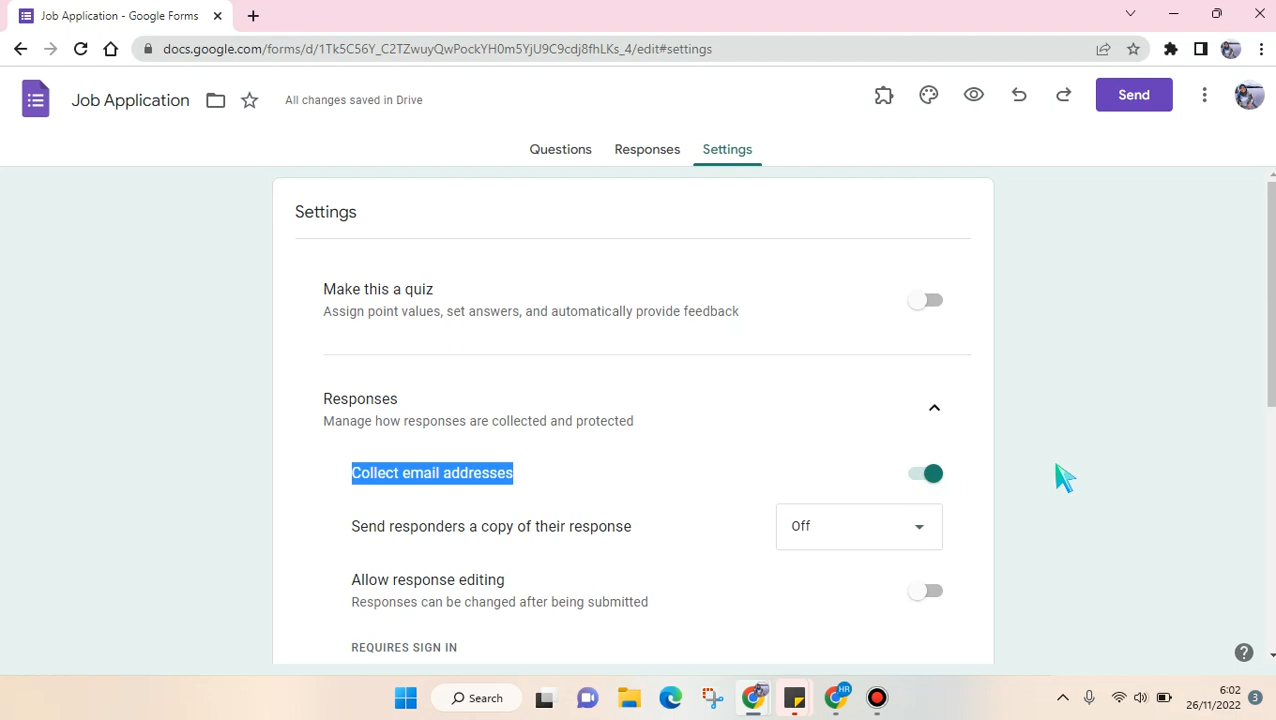 Job Application - Google Forms
docs.google.com/forms/d/1Tk5C56Y_C2TZwuyQwPockYH0m5YjU9C9cdj8fhLKs_4/edit#settings
Job Application
All changes saved in Drive
Send
Questions Responses Settings
Settings
Make this a quiz
Assign point values, set answers, and automatically provide feedback
Responses
Manage how responses are collected and protected
Collect email addresses
Send responders a copy of their response
Off
Allow response editing
Responses can be changed after being submitted
REQUIRES SIGN IN
Search
HR
6:02
26/11/2022
3